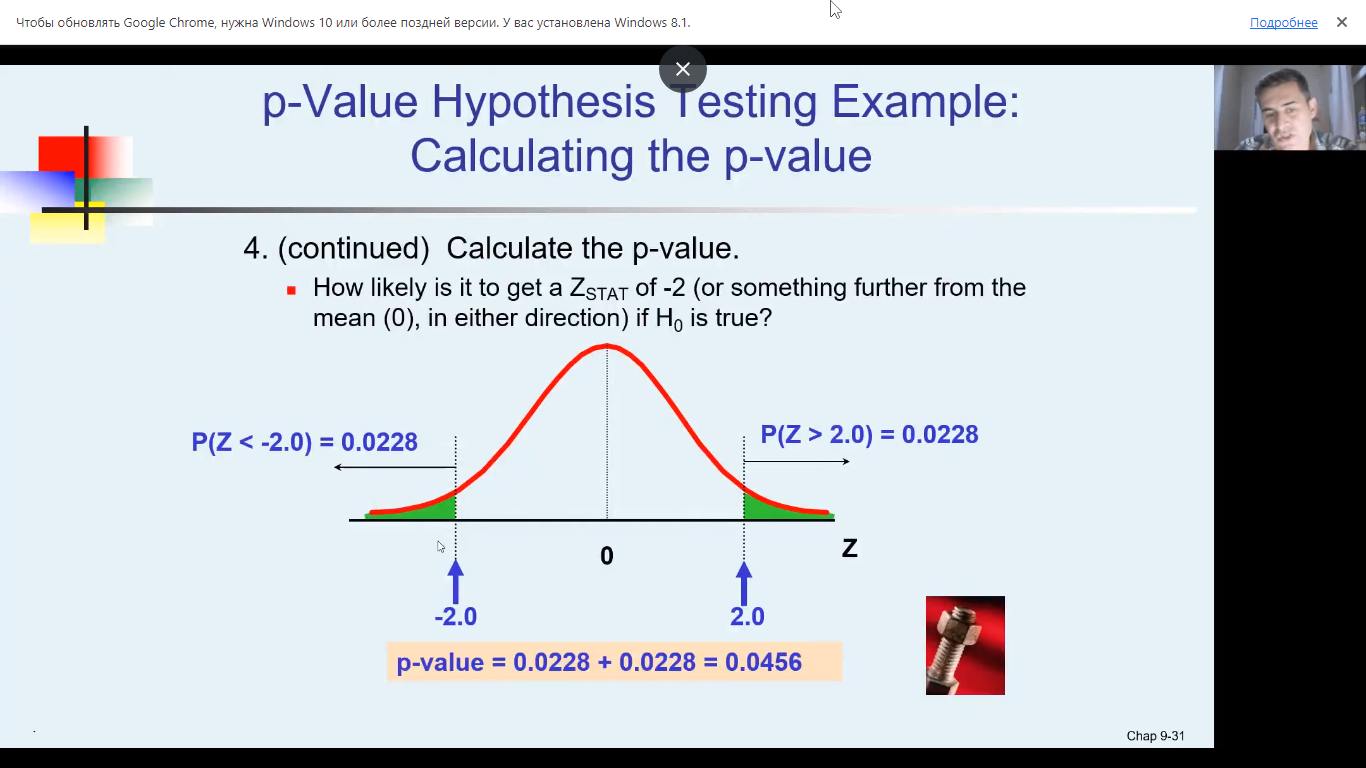 Чтобы обновлять Google Chrome, нужна Windows 10 или более поздней версии. У вас установлена Windows 8.1.
Подробнее
p-Value Hypothesis Testing Example:
Calculating the p-value
4. (continued) Calculate the p-value.
How likely is it to get a ZSTAT of -2 (or something further from the
mean (0), in either direction) if H0 is true?
P(Z < -2.0) = 0.0228
P(Z > 2.0) = 0.0228
0
Z
-2.0
2.0
p-value = 0.0228 + 0.0228 = 0.0456
Chap 9-31